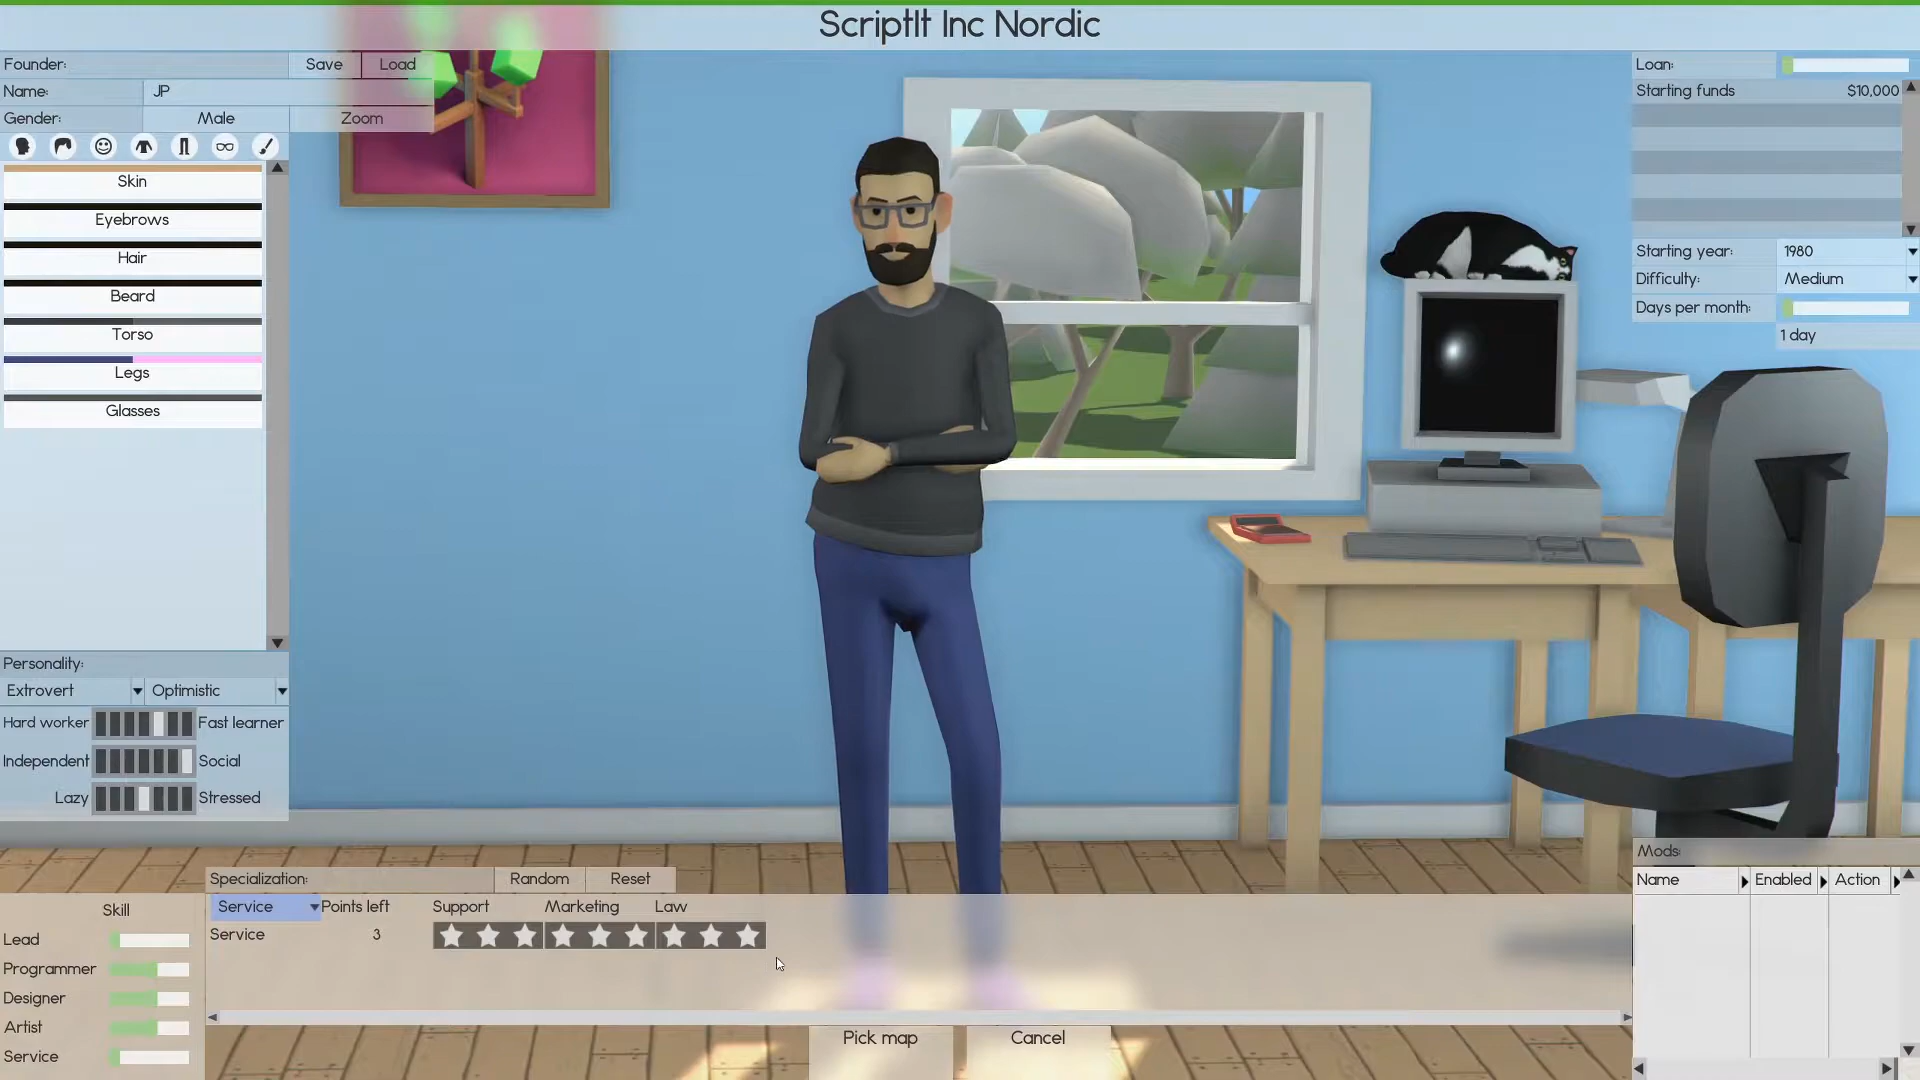 ScriptIt Inc Nordic
Founder: Save Load
Name: JP
Gender: Male Zoom
Skin
Eyebrows
Hair
Beard
Torso
Legs
Glasses
Personality:
Extrovert Optimistic
Hard worker Fast learner
Independent Social
Lazy Stressed
Loan:
Starting funds $10,000
Starting year: 1980
Difficulty: Medium
Days per month:
1 day
Specialization: Random Reset
Service Points left Support Marketing Law
Service 3
Skill
Lead
Programmer
Designer
Artist
Service
Pick map Cancel
Mods:
Name Enabled Action